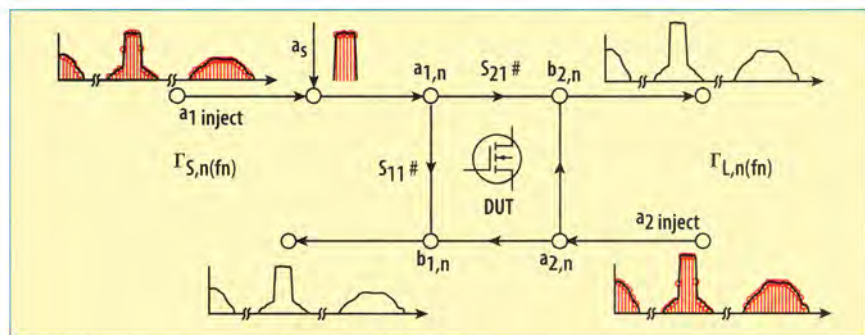 aS
a1,n
S21 #
b2,n
a1 inject
ΓS,n(fn)
S11 #
DUT
ΓL,n(fn)
a2 inject
b1,n
a2,n